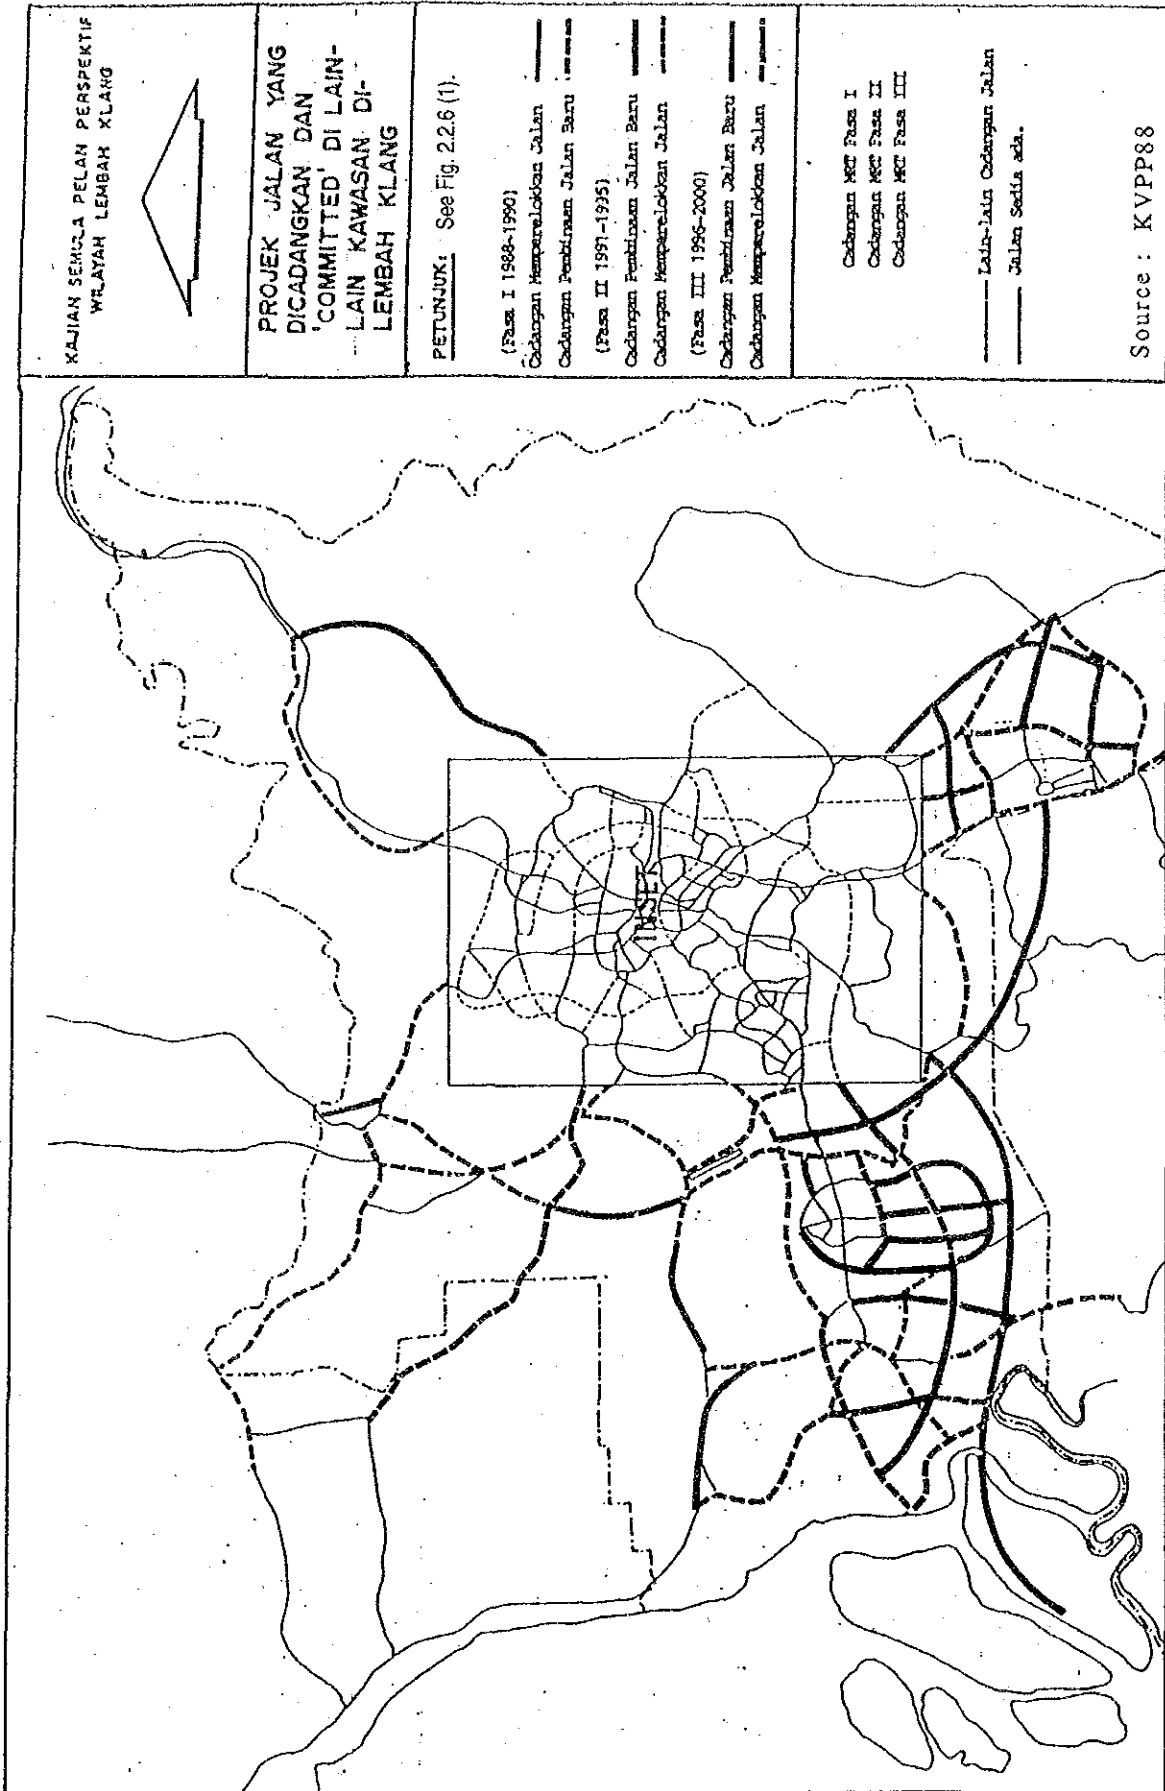 KAJIAN SEMULA PELAN PERSPEKTIF
WILAYAH LEMBAH KLANG
PROJEK JALAN YANG
DICADANGKAN DAN
'COMMITTED' DI LAIN-
LAIN KAWASAN DI-
LEMBAH KLANG
PETUNJUK: See Fig. 2.2.6 (1).
(Fasa I 1988-1990)
Cadangan Memperelokkan Jalan
Cadangan Pembinaan Jalan Baru
(Fasa II 1991-1995)
Cadangan Pembinaan Jalan Baru
Cadangan Memperelokkan Jalan
(Fasa III 1996-2000)
Cadangan Pembinaan Jalan Baru
Cadangan Memperelokkan Jalan
Cadangan MRT Fasa I
Cadangan MRT Fasa II
Cadangan MRT Fasa III
Lain-lain Cadangan Jalan
Jalan Sedia ada.
Source : KVPP88
INSET